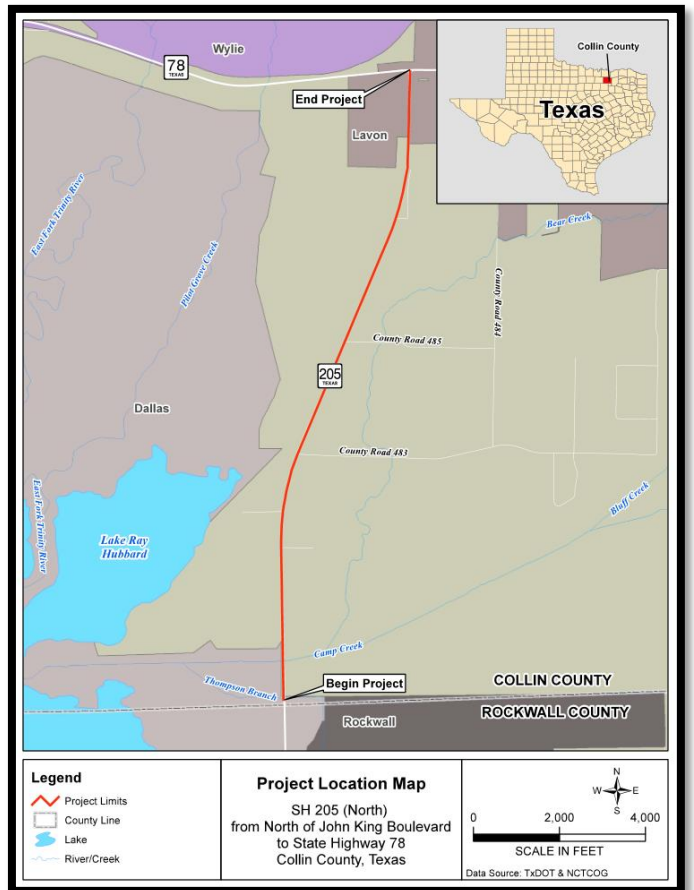 Wylie
78
TEXAS
End Project
Lavon
Collin County
Texas
East Fork Trinity River
Pilot Grove Creek
Bear Creek
County Road 484
County Road 485
205
TEXAS
Dallas
County Road 483
East Fork Trinity River
Lake Ray
Hubbard
Bluff Creek
Camp Creek
Thompson Branch
Begin Project
COLLIN COUNTY
ROCKWALL COUNTY
Rockwall
Legend
Project Limits
County Line
Lake
River/Creek
Project Location Map
SH 205 (North)
from North of John King Boulevard
to State Highway 78
Collin County, Texas
N
W E
S
0 2,000 4,000
SCALE IN FEET
Data Source: TxDOT & NCTCOG